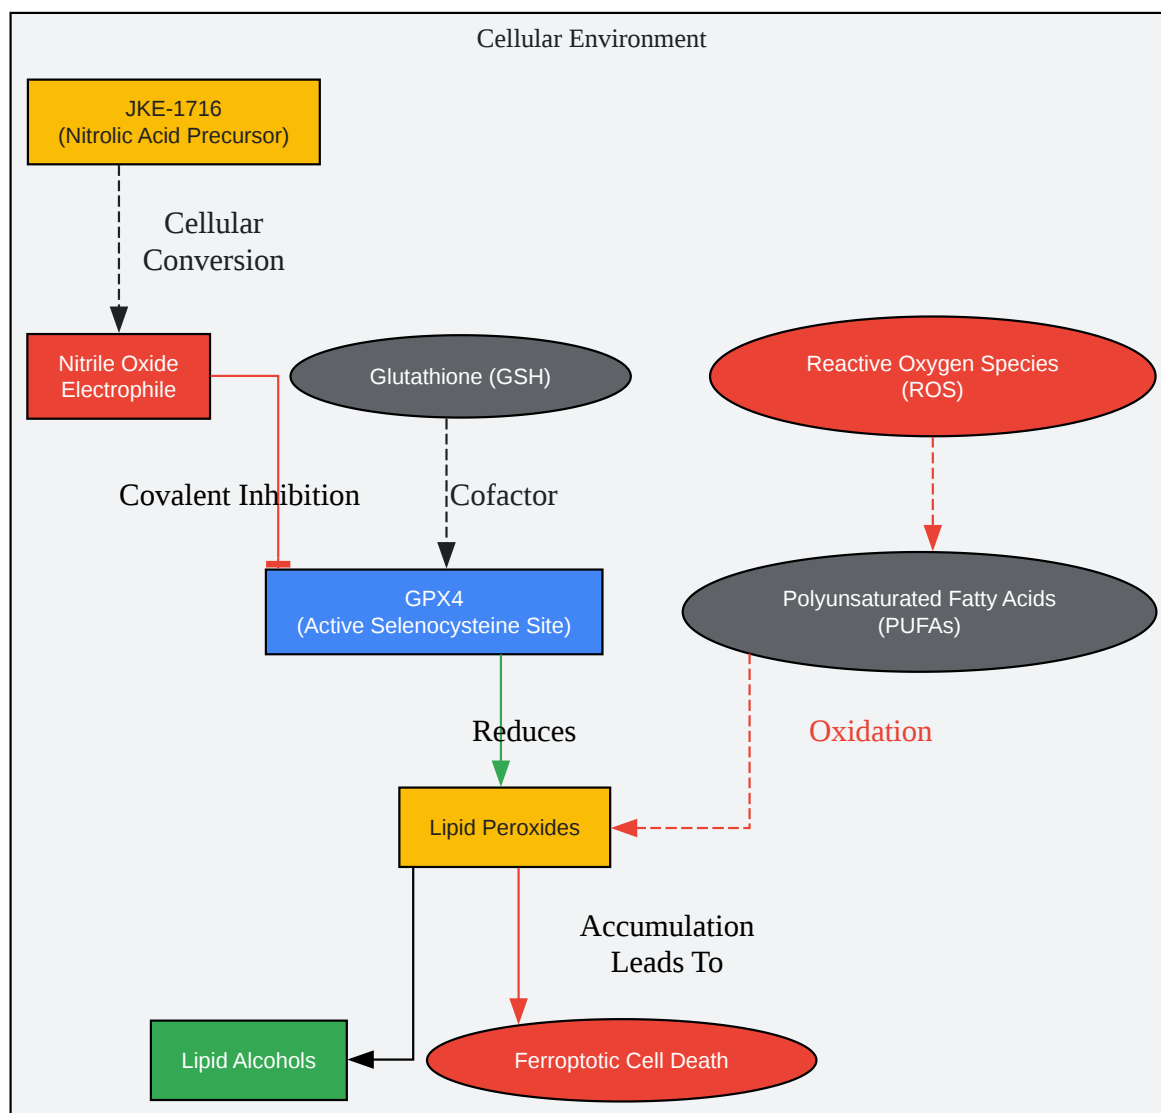 Cellular Environment
JKE-1716
(Nitrolic Acid Precursor)
Cellular
Conversion
Nitrile Oxide
Electrophile
Glutathione (GSH)
Reactive Oxygen Species
(ROS)
Covalent Inhibition
Cofactor
GPX4
(Active Selenocysteine Site)
Polyunsaturated Fatty Acids
(PUFAs)
Reduces
Oxidation
Lipid Peroxides
Accumulation
Leads To
Lipid Alcohols
Ferroptotic Cell Death